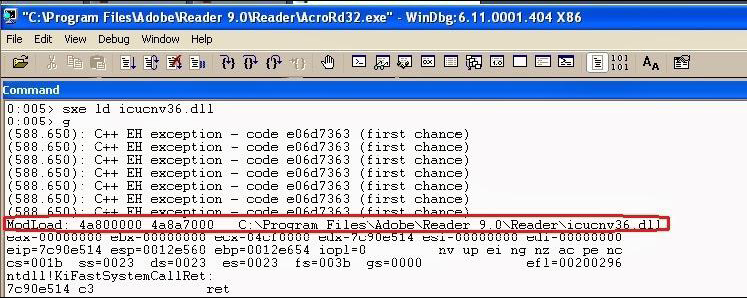 "C:\Program Files\Adobe\Reader 9.0\Reader\AcroRd32.exe" - WinDbg:6.11.0001.404 X86
File Edit View Debug Window Help
101
101
AA
Command
0:005> sxe ld icucnv36.dll
0:005> g
(588.650): C++ EH exception - code e06d7363 (first chance)
(588.650): C++ EH exception - code e06d7363 (first chance)
(588.650): C++ EH exception - code e06d7363 (first chance)
(588.650): C++ EH exception - code e06d7363 (first chance)
(588.650): C++ EH exception - code e06d7363 (first chance)
(588.650): C++ EH exception - code e06d7363 (first chance)
(588.650): C++ EH exception - code e06d7363 (first chance)
ModLoad: 4a800000 4a8a7000 C:\Program Files\Adobe\Reader 9.0\Reader\icucnv36.dll
eax=00000000 ebx=00000000 ecx=04cf0000 edx=7c90e514 esi=00000000 edi=00000000
eip=7c90e514 esp=0012e560 ebp=0012e654 iopl=0 nv up ei ng nz ac pe nc
cs=001b ss=0023 ds=0023 es=0023 fs=003b gs=0000 efl=00200296
ntdll!KiFastSystemCallRet:
7c90e514 c3 ret